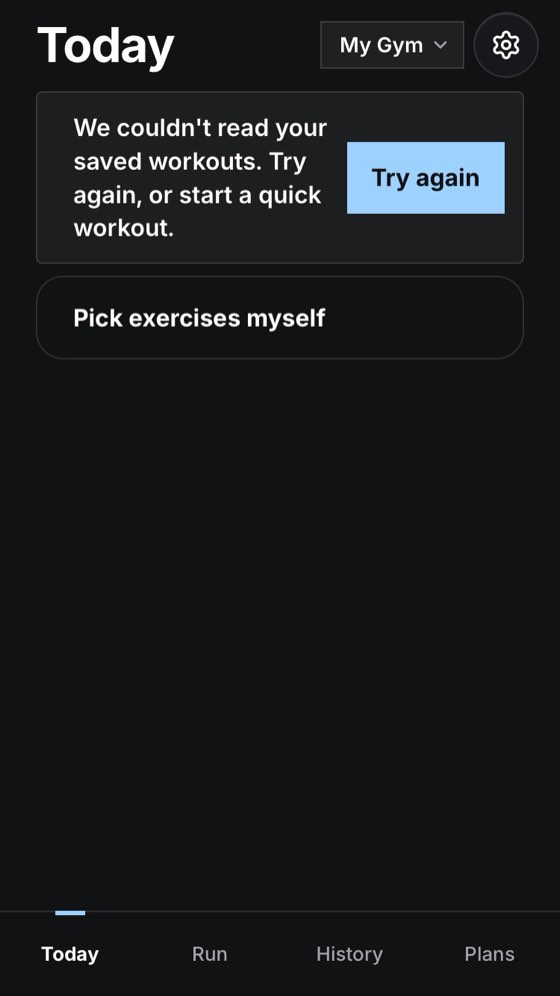 Today
My Gym
We couldn't read your
saved workouts. Try
again, or start a quick
workout.
Try again
Pick exercises myself
Today
Run
History
Plans